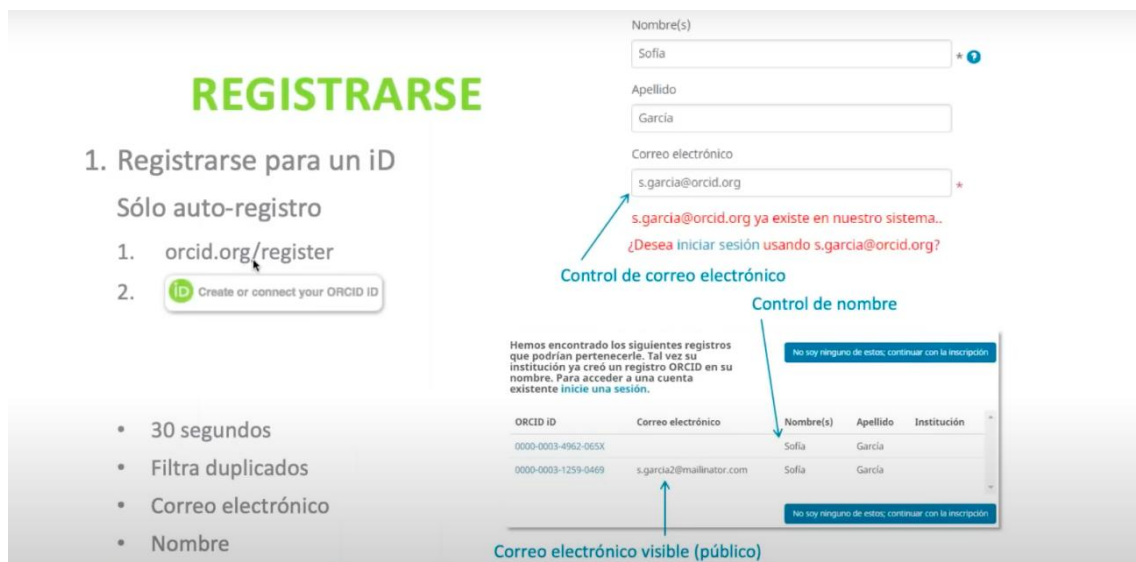 REGISTRARSE
1. Registrarse para un iD
Sólo auto-registro
1. orcid.org/register
2. iD Create or connect your ORCID iD
• 30 segundos
• Filtra duplicados
• Correo electrónico
• Nombre
Nombre(s)
Sofía
* ?
Apellido
García
Correo electrónico
s.garcia@orcid.org
*
s.garcia@orcid.org ya existe en nuestro sistema..
¿Desea iniciar sesión usando s.garcia@orcid.org?
Control de correo electrónico
Control de nombre
Hemos encontrado los siguientes registros
que podrían pertenecerle. Tal vez su
institución ya creó un registro ORCID en su
nombre. Para acceder a una cuenta
existente inicie una sesión.
No soy ninguno de estos; continuar con la inscripción
ORCID iD Correo electrónico Nombre(s) Apellido Institución
0000-0003-4962-065X Sofía García
0000-0003-1259-0469 s.garcia2@mailinator.com Sofía García
No soy ninguno de estos; continuar con la inscripción
Correo electrónico visible (público)